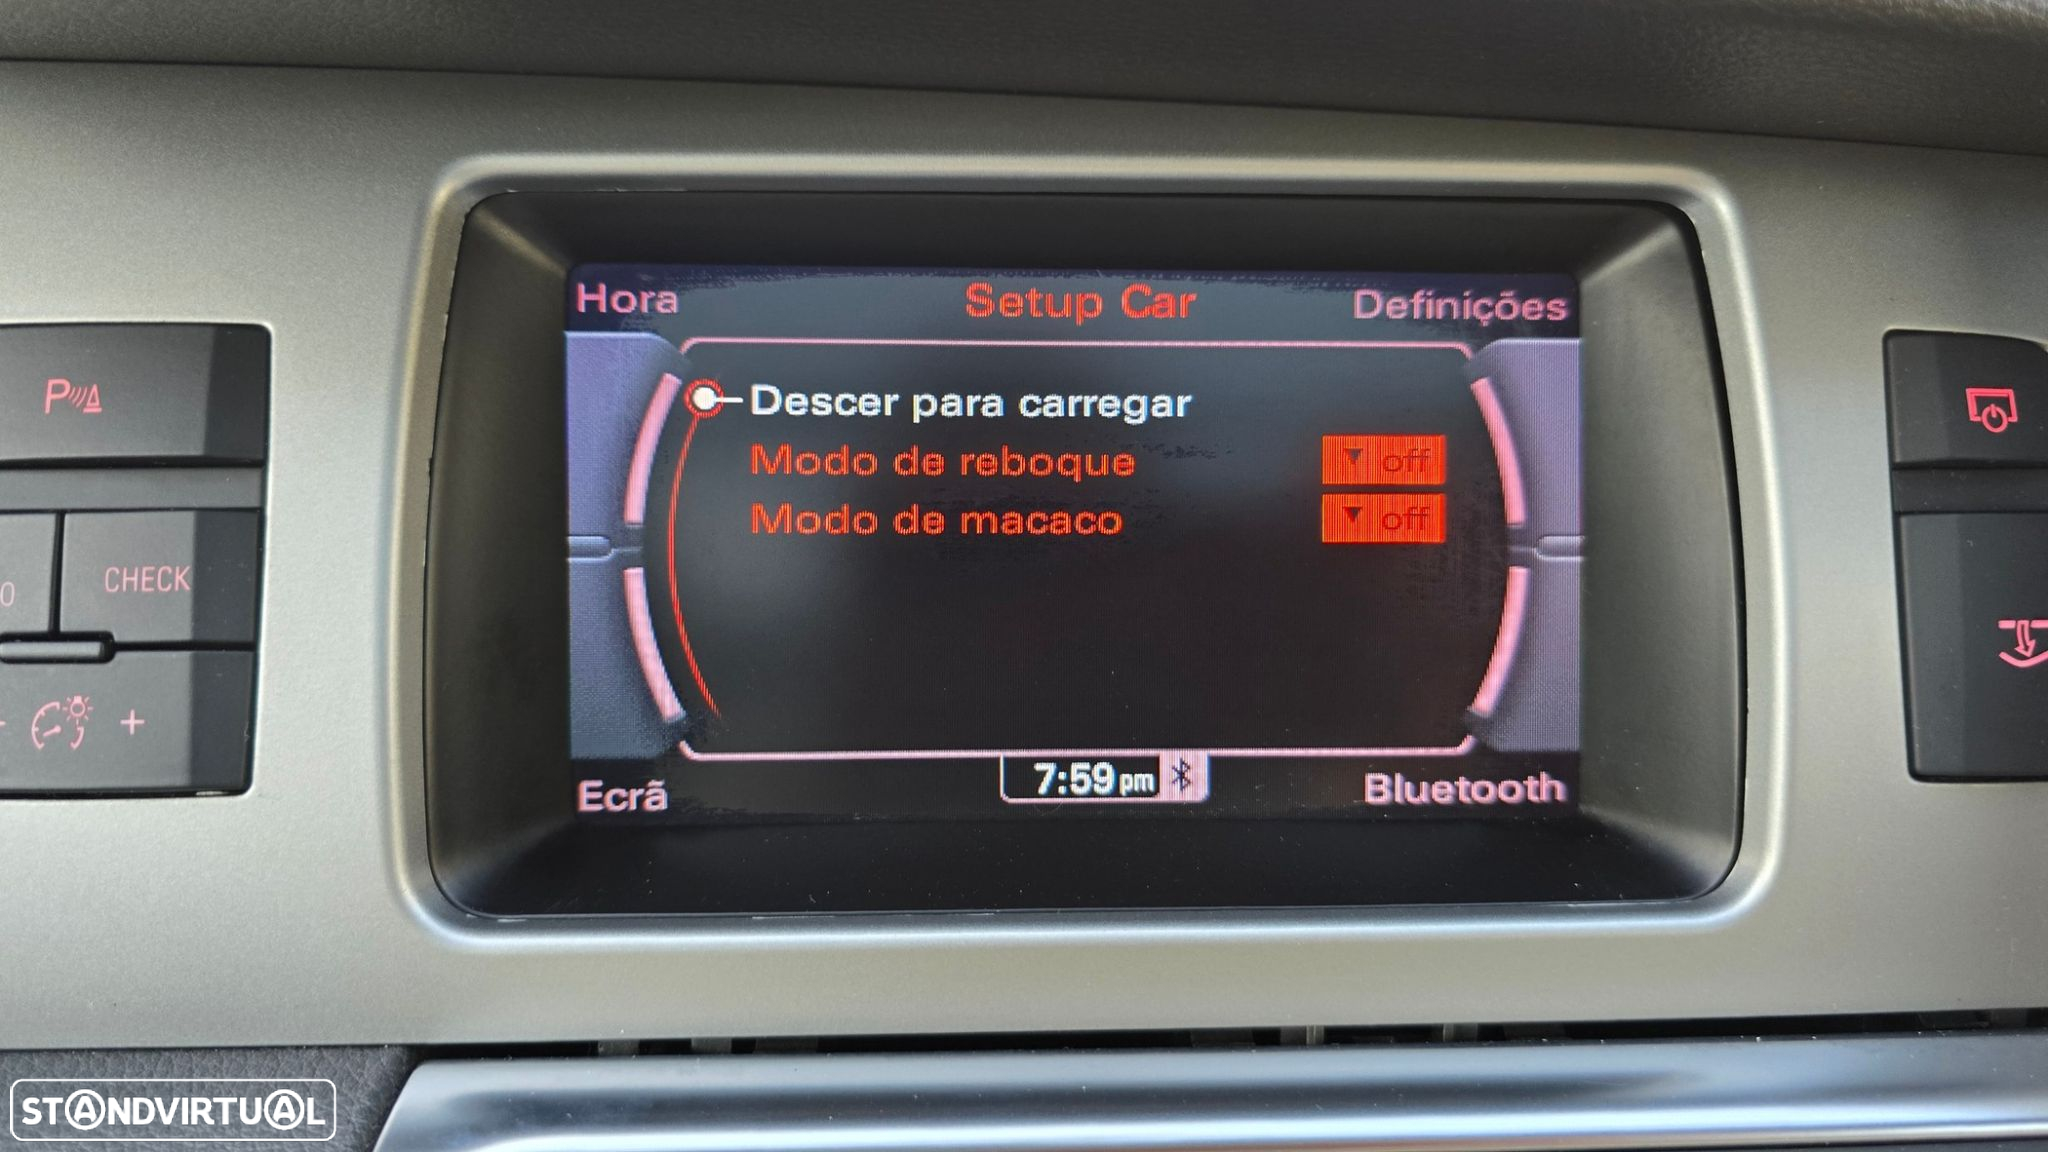 Hora
Setup Car
Definições
Descer para carregar
Modo de reboque
▼ off
Modo de macaco
▼ off
Ecrã
7:59 pm
Bluetooth
P
CHECK
+
STANDVIRTUAL